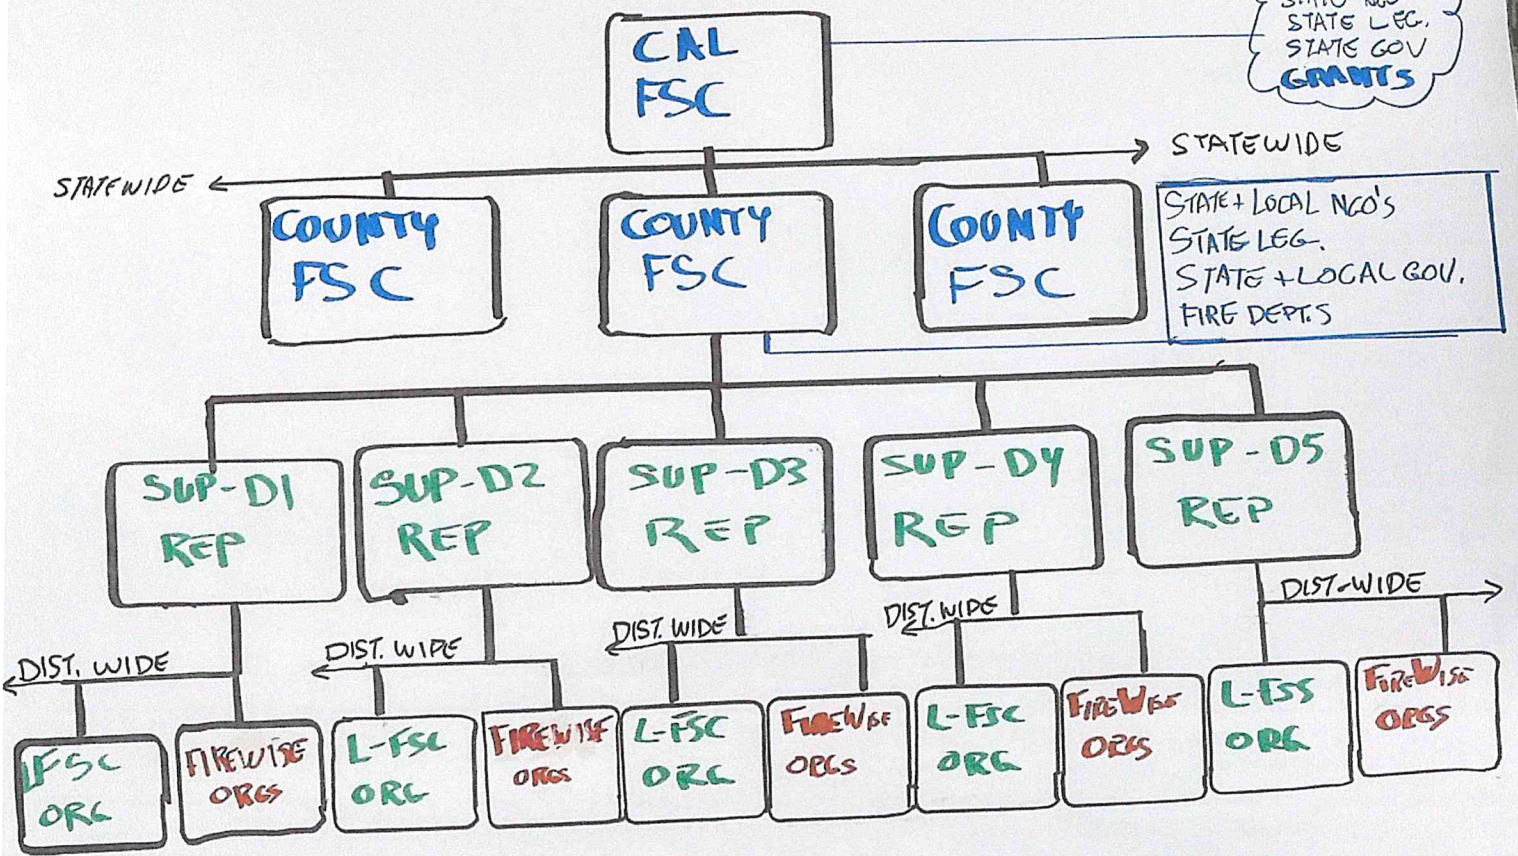 STATE NGO
STATE LEG.
STATE GOV
GRANTS
CAL
FSC
STATEWIDE
STATEWIDE
COUNTY
FSC
COUNTY
FSC
COUNTY
FSC
STATE + LOCAL NGO'S
STATE LEG.
STATE + LOCAL GOV.
FIRE DEPT.S
SUP-D1
REP
SUP-D2
REP
SUP-D3
REP
SUP-D4
REP
SUP-D5
REP
DIST. WIDE
DIST. WIDE
DIST. WIDE
DIST. WIDE
DIST-WIDE
LFSC
ORG
FIREWISE
ORGS
L-FSC
ORG
FIREWISE
ORGS
L-FSC
ORG
FIREWISE
ORGS
L-FSC
ORG
FIREWISE
ORGS
L-FSS
ORG
FIREWISE
ORGS